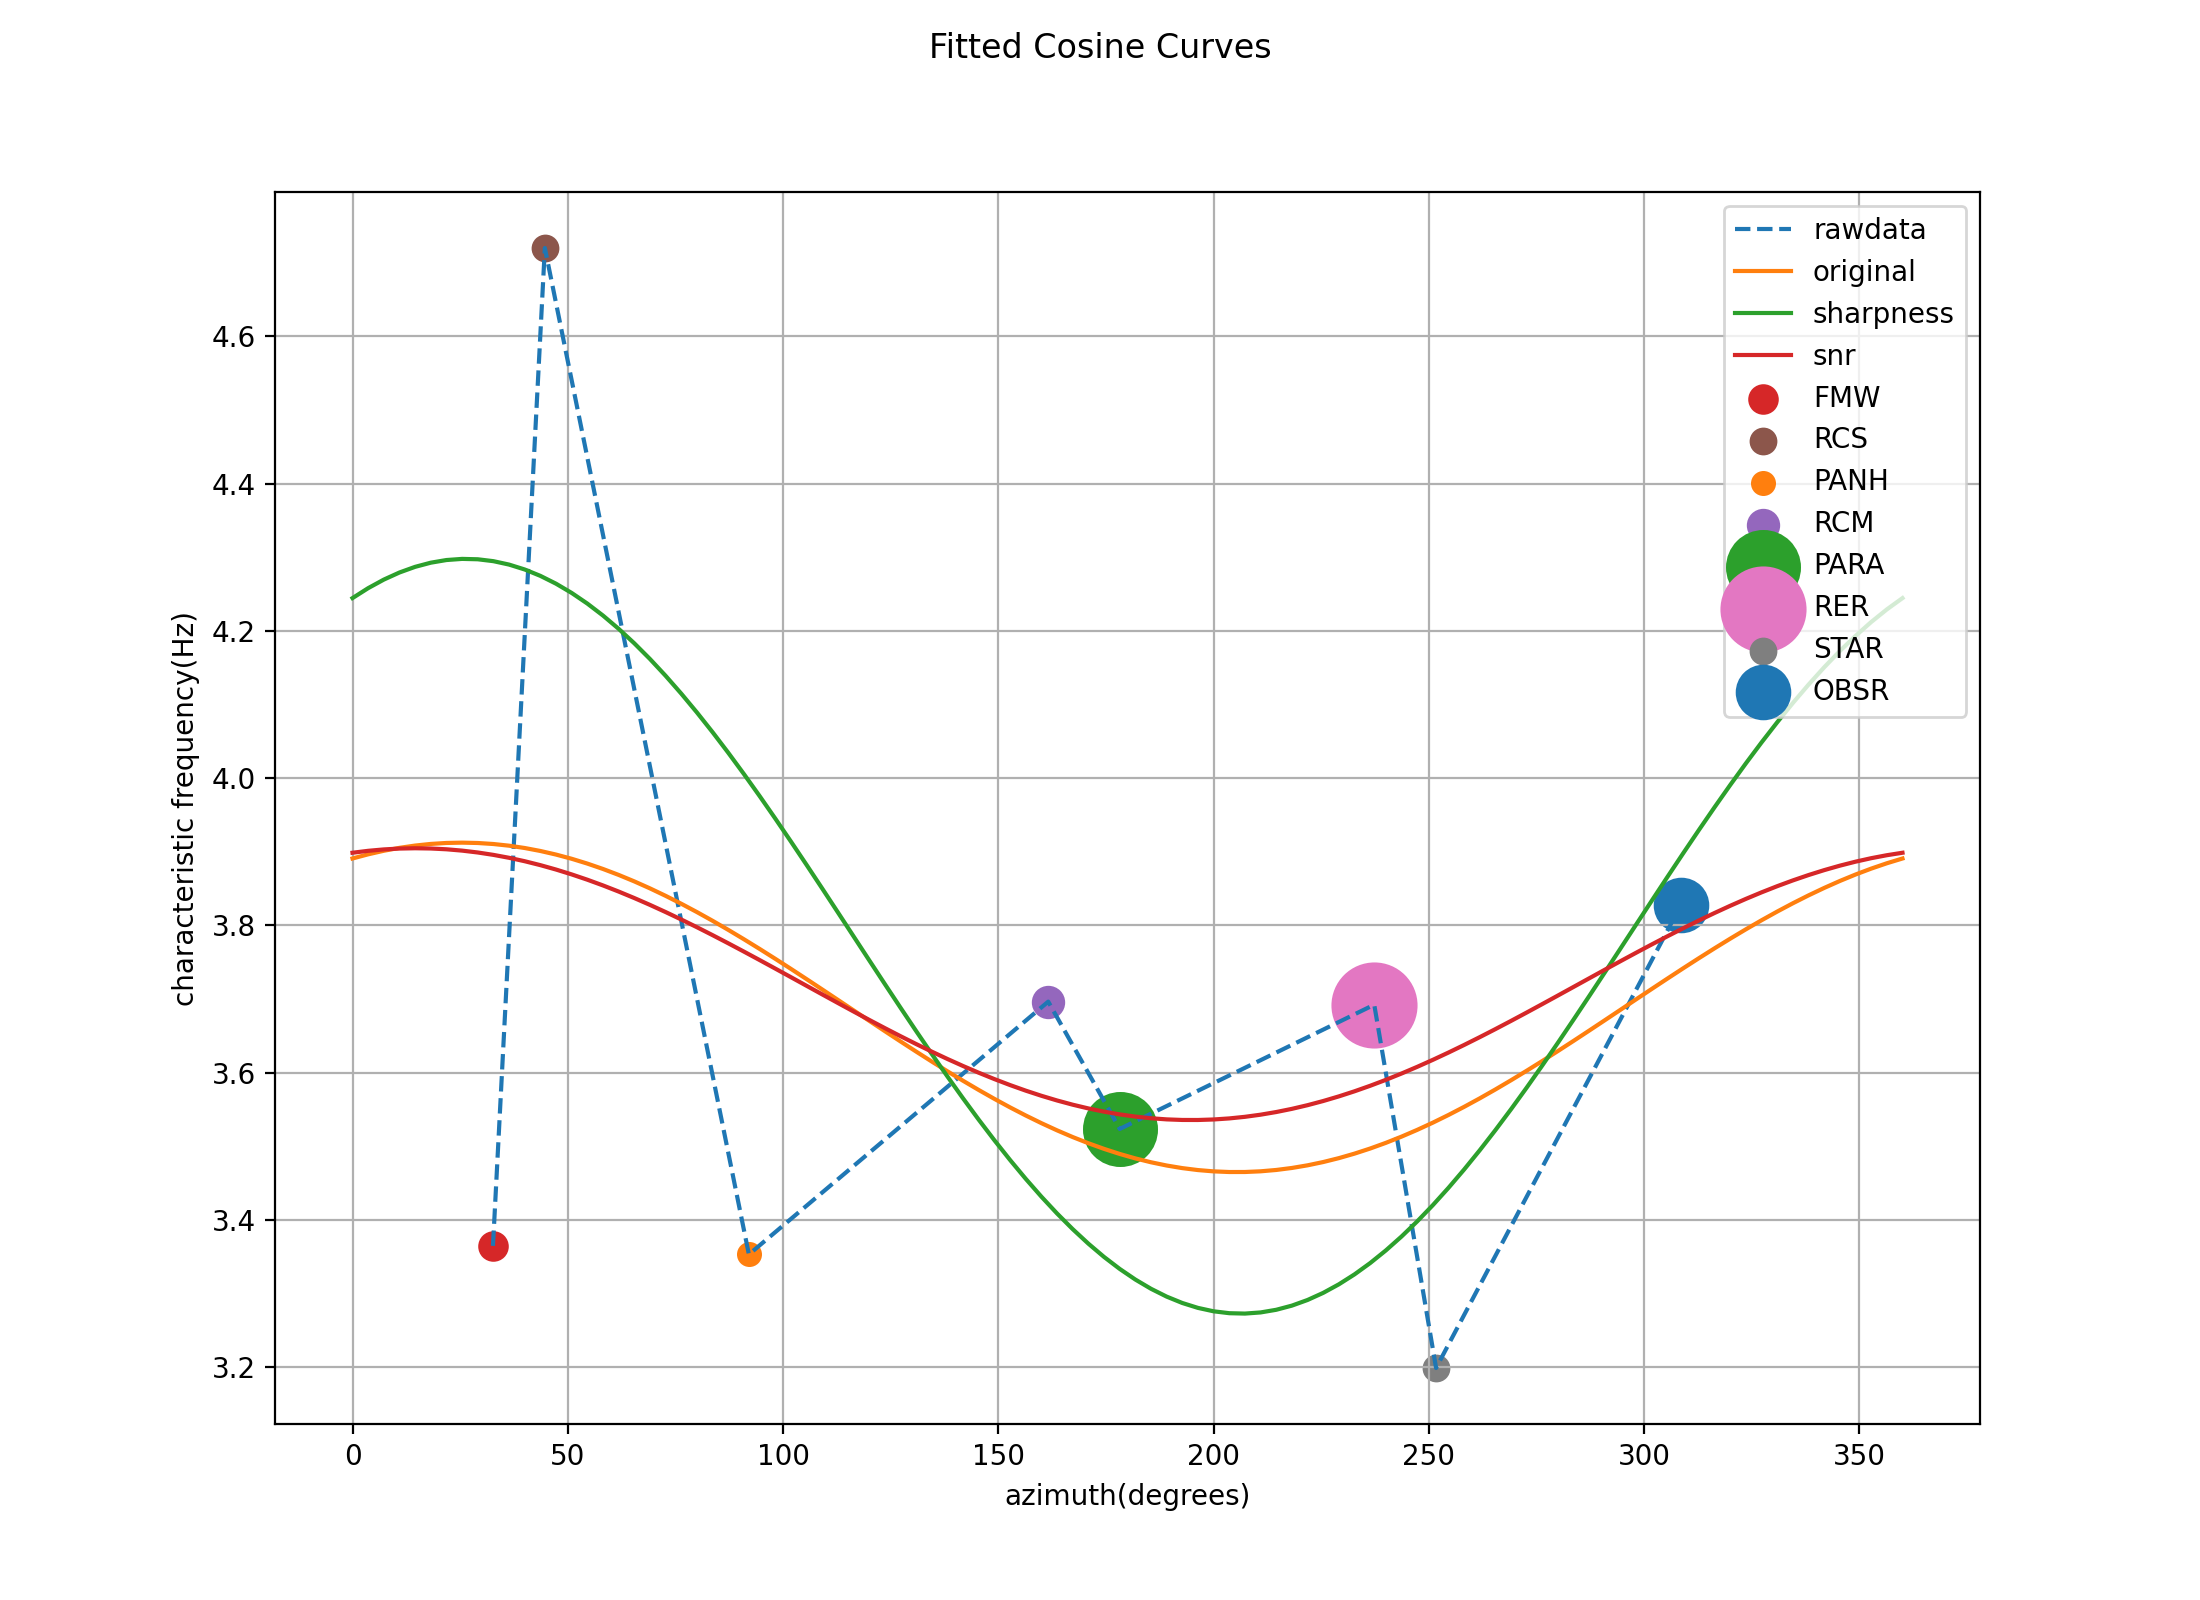 Fitted Cosine Curves
rawdata
original
sharpness
snr
FMW
RCS
PANH
RCM
PARA
RER
STAR
OBSR
characteristic frequency(Hz)
4.6
4.4
4.2
4.0
3.8
3.6
3.4
3.2
0 50 100 150 200 250 300 350
azimuth(degrees)